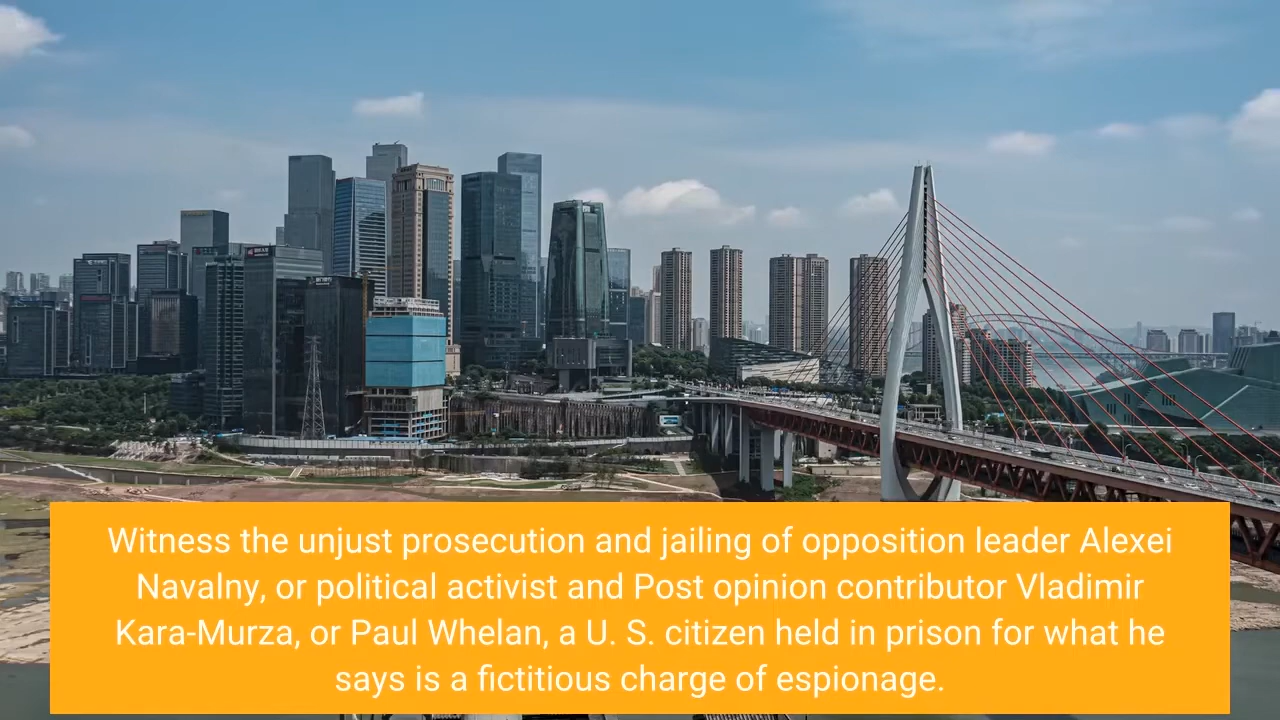 Witness the unjust prosecution and jailing of opposition leader Alexei
Navalny, or political activist and Post opinion contributor Vladimir
Kara-Murza, or Paul Whelan, a U. S. citizen held in prison for what he
says is a fictitious charge of espionage.